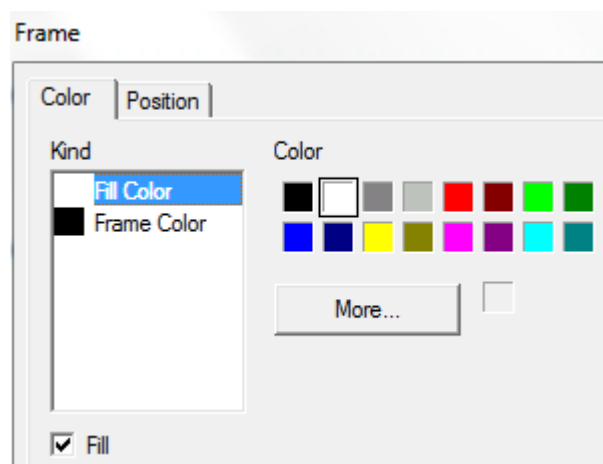 Frame
Color Position
Kind
Color
Fill Color
Frame Color
More...
Fill